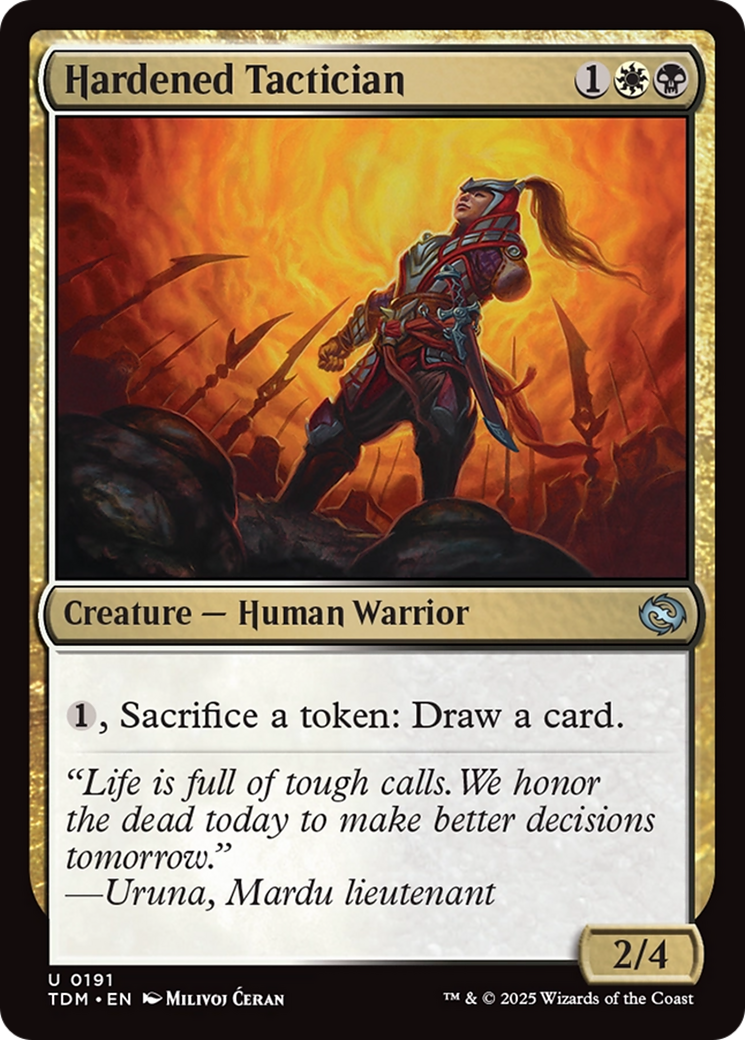 Hardened Tactician 1
Creature — Human Warrior
1, Sacrifice a token: Draw a card.
“Life is full of tough calls. We honor
the dead today to make better decisions
tomorrow.”
—Uruna, Mardu lieutenant
2/4
U 0191
TDM • EN Milivoj Ćeran
™ & © 2025 Wizards of the Coast